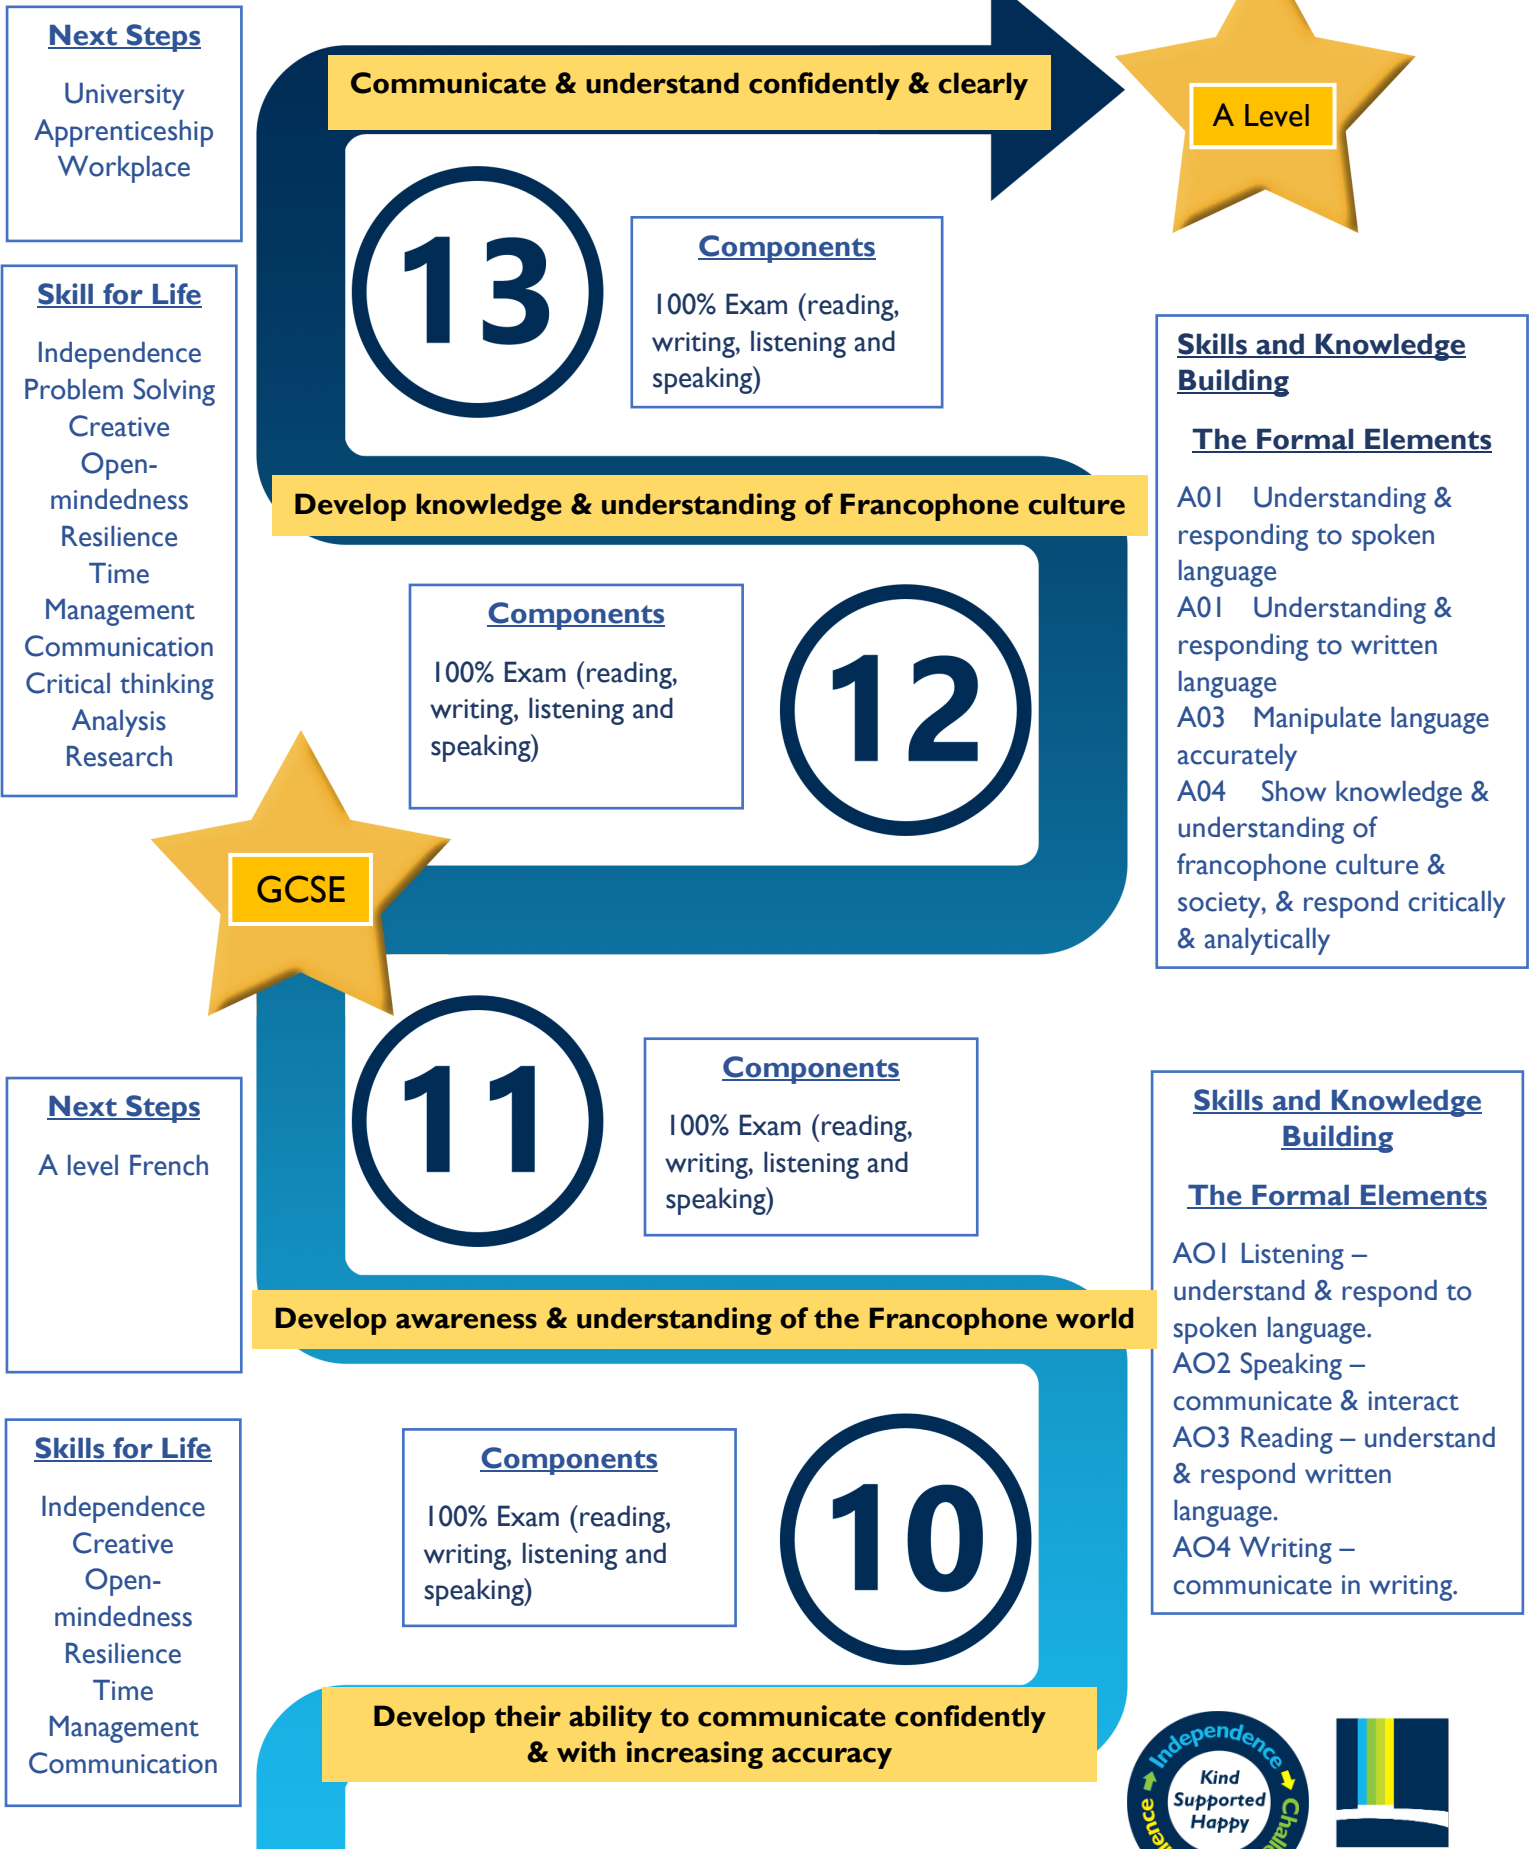 Next Steps
University
Apprenticeship
Workplace
Communicate & understand confidently & clearly
A Level
13
Components
100% Exam (reading,
writing, listening and
speaking)
Skill for Life
Independence
Problem Solving
Creative
Open-
mindedness
Resilience
Time
Management
Communication
Critical thinking
Analysis
Research
Skills and Knowledge
Building
The Formal Elements
A01 Understanding &
responding to spoken
language
A01 Understanding &
responding to written
language
A03 Manipulate language
accurately
A04 Show knowledge &
understanding of
francophone culture &
society, & respond critically
& analytically
Develop knowledge & understanding of Francophone culture
Components
100% Exam (reading,
writing, listening and
speaking)
12
GCSE
11
Components
100% Exam (reading,
writing, listening and
speaking)
Next Steps
A level French
Skills and Knowledge
Building
The Formal Elements
AO1 Listening –
understand & respond to
spoken language.
AO2 Speaking –
communicate & interact
AO3 Reading – understand
& respond written
language.
AO4 Writing –
communicate in writing.
Develop awareness & understanding of the Francophone world
Components
100% Exam (reading,
writing, listening and
speaking)
10
Skills for Life
Independence
Creative
Open-
mindedness
Resilience
Time
Management
Communication
Develop their ability to communicate confidently
& with increasing accuracy
Independence
Kind
Supported
Happy